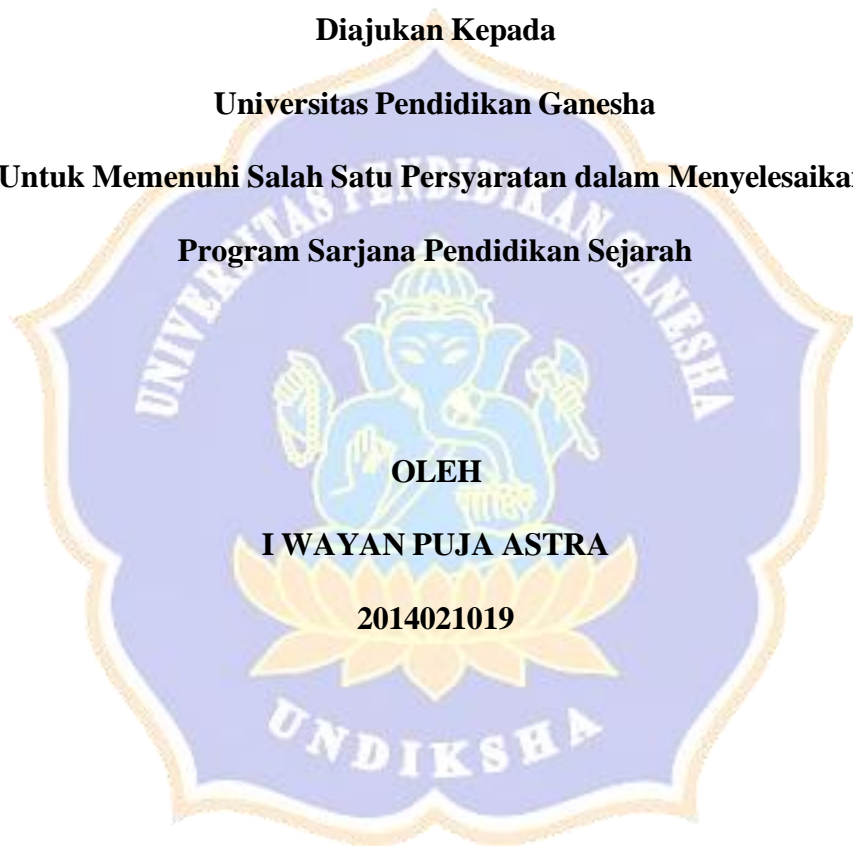 Diajukan Kepada
Universitas Pendidikan Ganesha
Untuk Memenuhi Salah Satu Persyaratan dalam Menyelesaikan
Program Sarjana Pendidikan Sejarah
UNIVERSITAS PENDIDIKAN GANESHA
OLEH
I WAYAN PUJA ASTRA
2014021019
UNDIKSHA